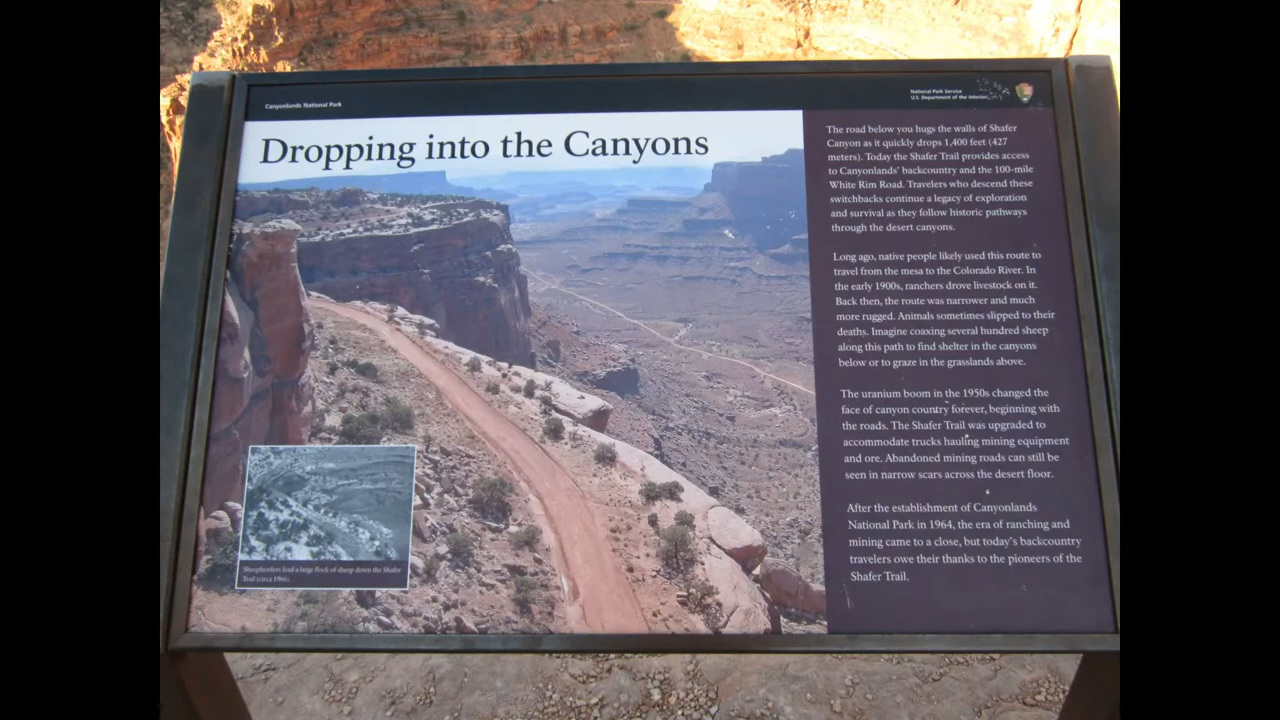 Canyonlands National Park
National Park Service
U.S. Department of the Interior
Dropping into the Canyons
The road below you hugs the walls of Shafer
Canyon as it quickly drops 1,400 feet (427
meters). Today the Shafer Trail provides access
to Canyonlands' backcountry and the 100-mile
White Rim Road. Travelers who descend these
switchbacks continue a legacy of exploration
and survival as they follow historic pathways
through the desert canyons.
Long ago, native people likely used this route to
travel from the mesa to the Colorado River. In
the early 1900s, ranchers drove livestock on it.
Back then, the route was narrower and much
more rugged. Animals sometimes slipped to their
deaths. Imagine coaxing several hundred sheep
along this path to find shelter in the canyons
below or to graze in the grasslands above.
The uranium boom in the 1950s changed the
face of canyon country forever, beginning with
the roads. The Shafer Trail was upgraded to
accommodate trucks hauling mining equipment
and ore. Abandoned mining roads can still be
seen in narrow scars across the desert floor.
After the establishment of Canyonlands
National Park in 1964, the era of ranching and
mining came to a close, but today's backcountry
travelers owe their thanks to the pioneers of the
Shafer Trail.
Sheepherders lead a large flock of sheep down the Shafer
Trail (circa